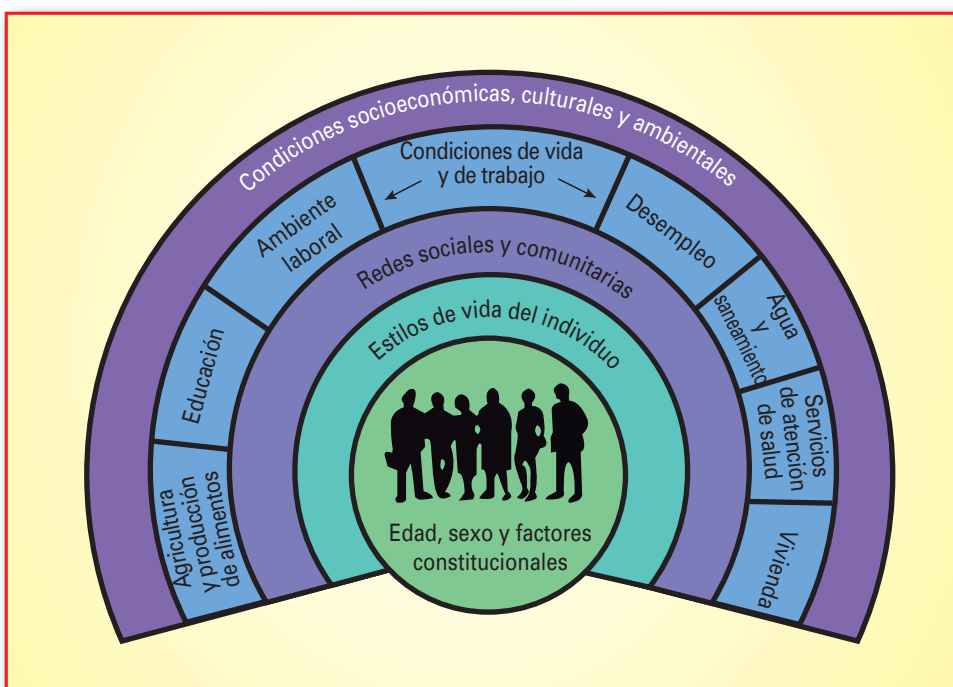 Condiciones socioeconómicas, culturales y ambientales
Condiciones de vida
y de trabajo
Agricultura
y producción
de alimentos
Educación
Ambiente
laboral
Desempleo
Agua
y
saneamiento
Servicios
de atención
de salud
Vivienda
Redes sociales y comunitarias
Estilos de vida del individuo
Edad, sexo y factores
constitucionales